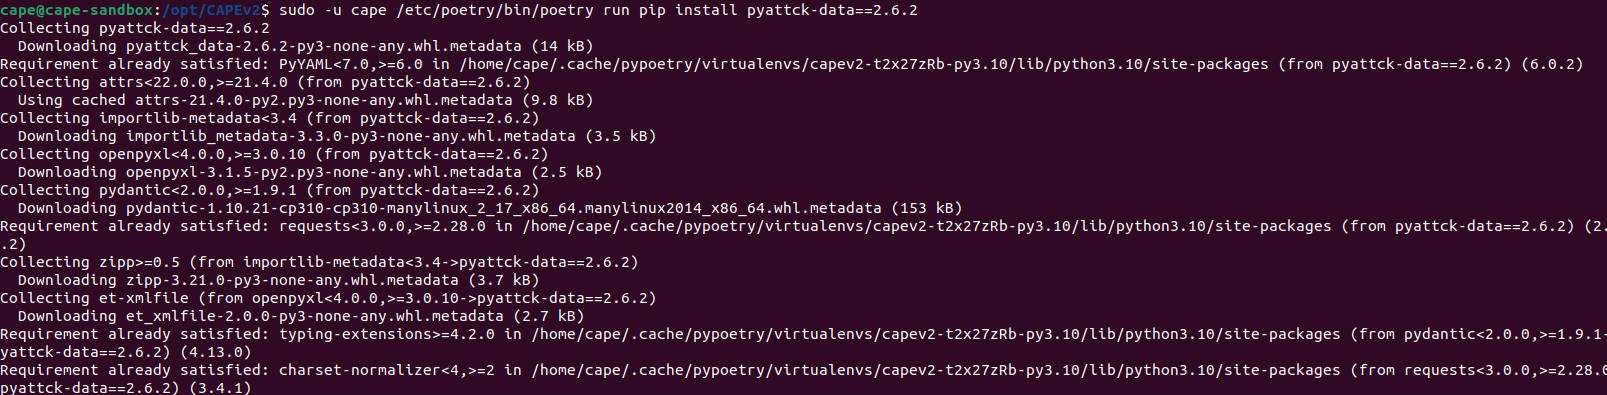 cape@cape-sandbox:/opt/CAPEv2$ sudo -u cape /etc/poetry/bin/poetry run pip install pyattck-data==2.6.2
Collecting pyattck-data==2.6.2
  Downloading pyattck_data-2.6.2-py3-none-any.whl.metadata (14 kB)
Requirement already satisfied: PyYAML<7.0,>=6.0 in /home/cape/.cache/pypoetry/virtualenvs/capev2-t2x27zRb-py3.10/lib/python3.10/site-packages (from pyattck-data==2.6.2) (6.0.2)
Collecting attrs<22.0.0,>=21.4.0 (from pyattck-data==2.6.2)
  Using cached attrs-21.4.0-py2.py3-none-any.whl.metadata (9.8 kB)
Collecting importlib-metadata<3.4 (from pyattck-data==2.6.2)
  Downloading importlib_metadata-3.3.0-py3-none-any.whl.metadata (3.5 kB)
Collecting openpyxl<4.0.0,>=3.0.10 (from pyattck-data==2.6.2)
  Downloading openpyxl-3.1.5-py2.py3-none-any.whl.metadata (2.5 kB)
Collecting pydantic<2.0.0,>=1.9.1 (from pyattck-data==2.6.2)
  Downloading pydantic-1.10.21-cp310-cp310-manylinux_2_17_x86_64.manylinux2014_x86_64.whl.metadata (153 kB)
Requirement already satisfied: requests<3.0.0,>=2.28.0 in /home/cape/.cache/pypoetry/virtualenvs/capev2-t2x27zRb-py3.10/lib/python3.10/site-packages (from pyattck-data==2.6.2) (2.
.2)
Collecting zipp>=0.5 (from importlib-metadata<3.4->pyattck-data==2.6.2)
  Downloading zipp-3.21.0-py3-none-any.whl.metadata (3.7 kB)
Collecting et-xmlfile (from openpyxl<4.0.0,>=3.0.10->pyattck-data==2.6.2)
  Downloading et_xmlfile-2.0.0-py3-none-any.whl.metadata (2.7 kB)
Requirement already satisfied: typing-extensions>=4.2.0 in /home/cape/.cache/pypoetry/virtualenvs/capev2-t2x27zRb-py3.10/lib/python3.10/site-packages (from pydantic<2.0.0,>=1.9.1-
yattck-data==2.6.2) (4.13.0)
Requirement already satisfied: charset-normalizer<4,>=2 in /home/cape/.cache/pypoetry/virtualenvs/capev2-t2x27zRb-py3.10/lib/python3.10/site-packages (from requests<3.0.0,>=2.28.0
pyattck-data==2.6.2) (3.4.1)